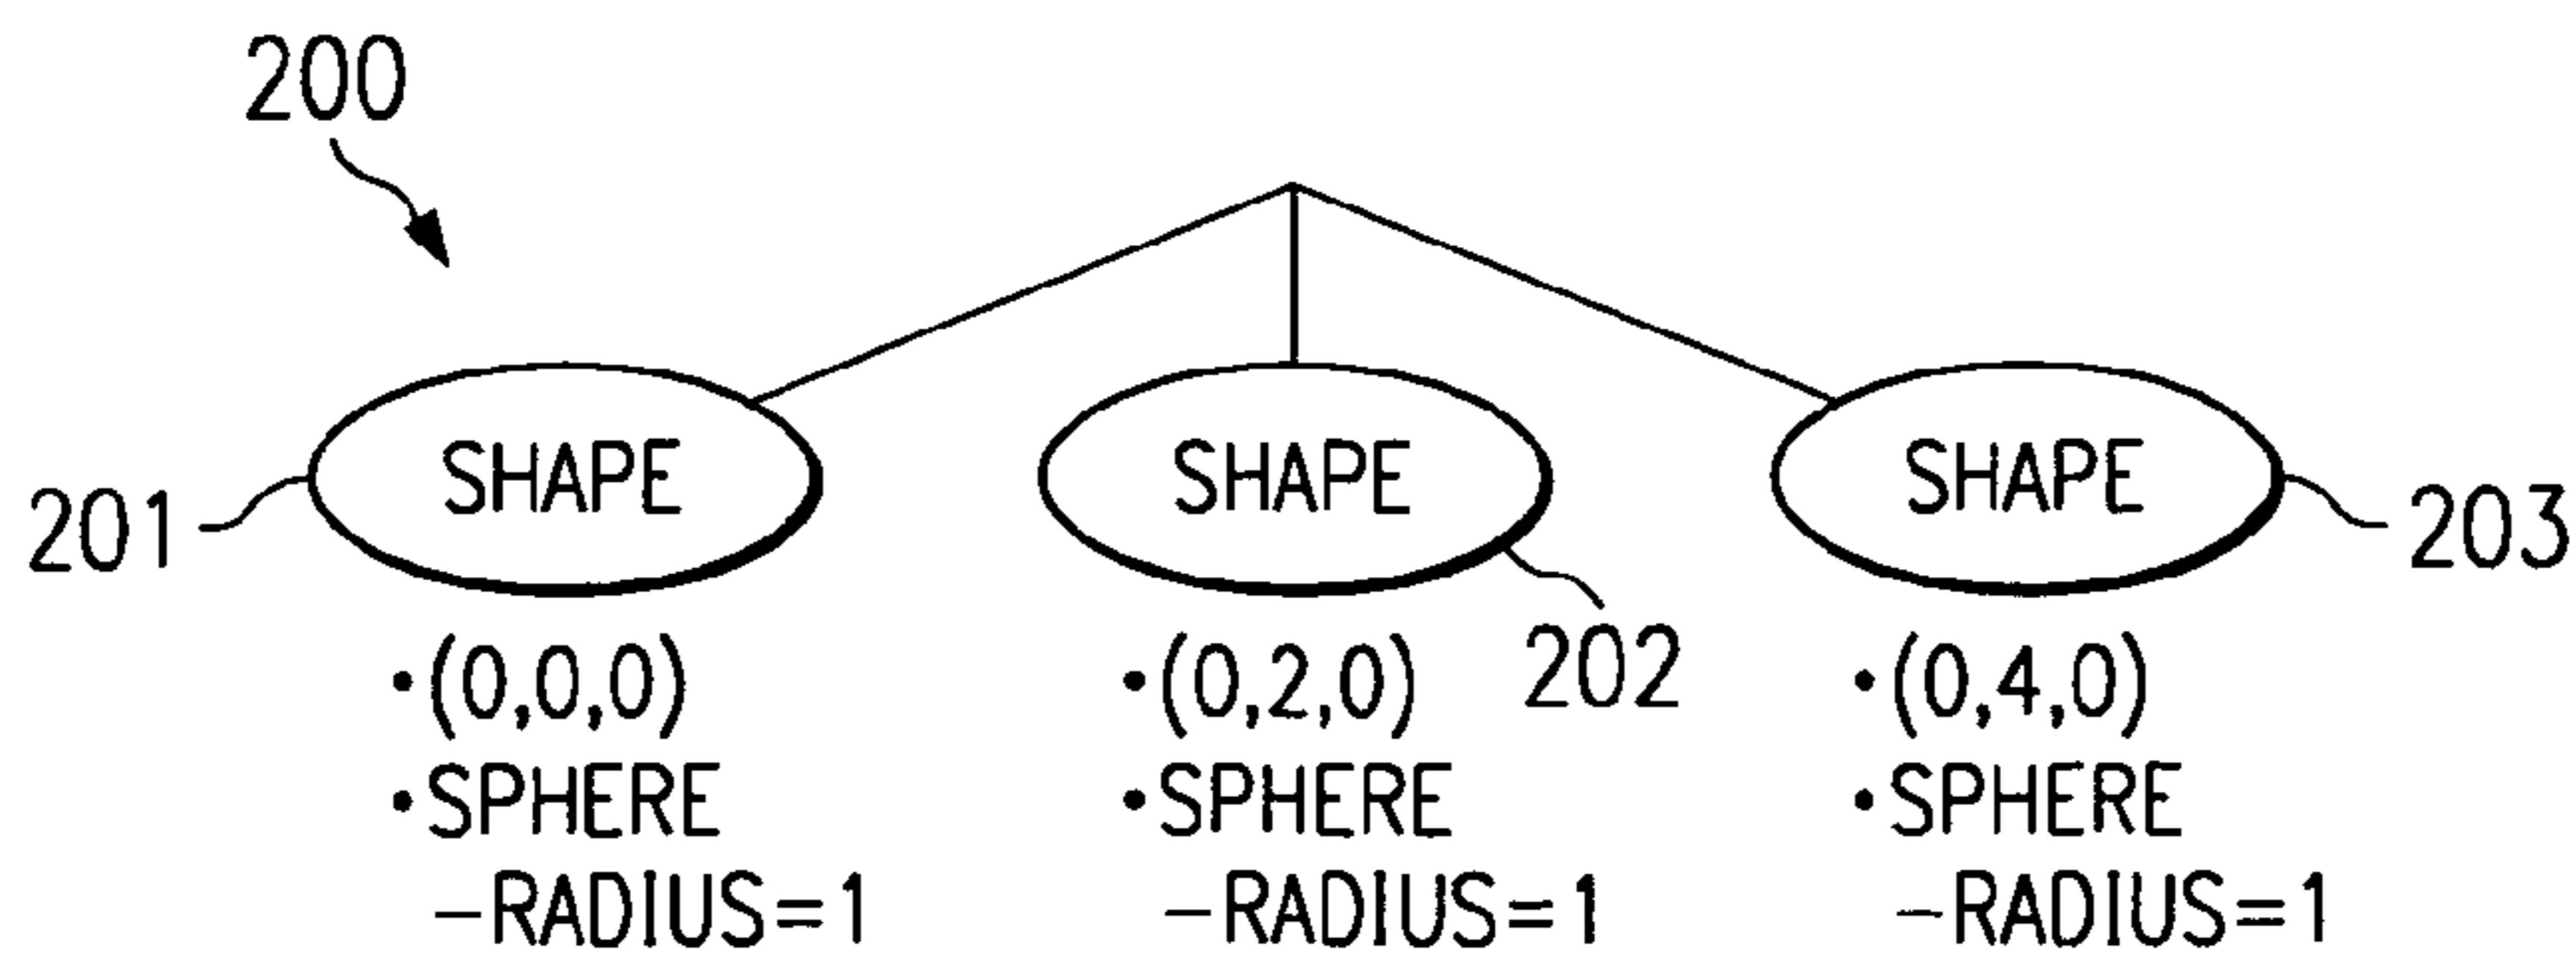 200
SHAPE
SHAPE
SHAPE
201
202
203
•(0,0,0)
•SPHERE
–RADIUS=1
•(0,2,0)
•SPHERE
–RADIUS=1
•(0,4,0)
•SPHERE
–RADIUS=1